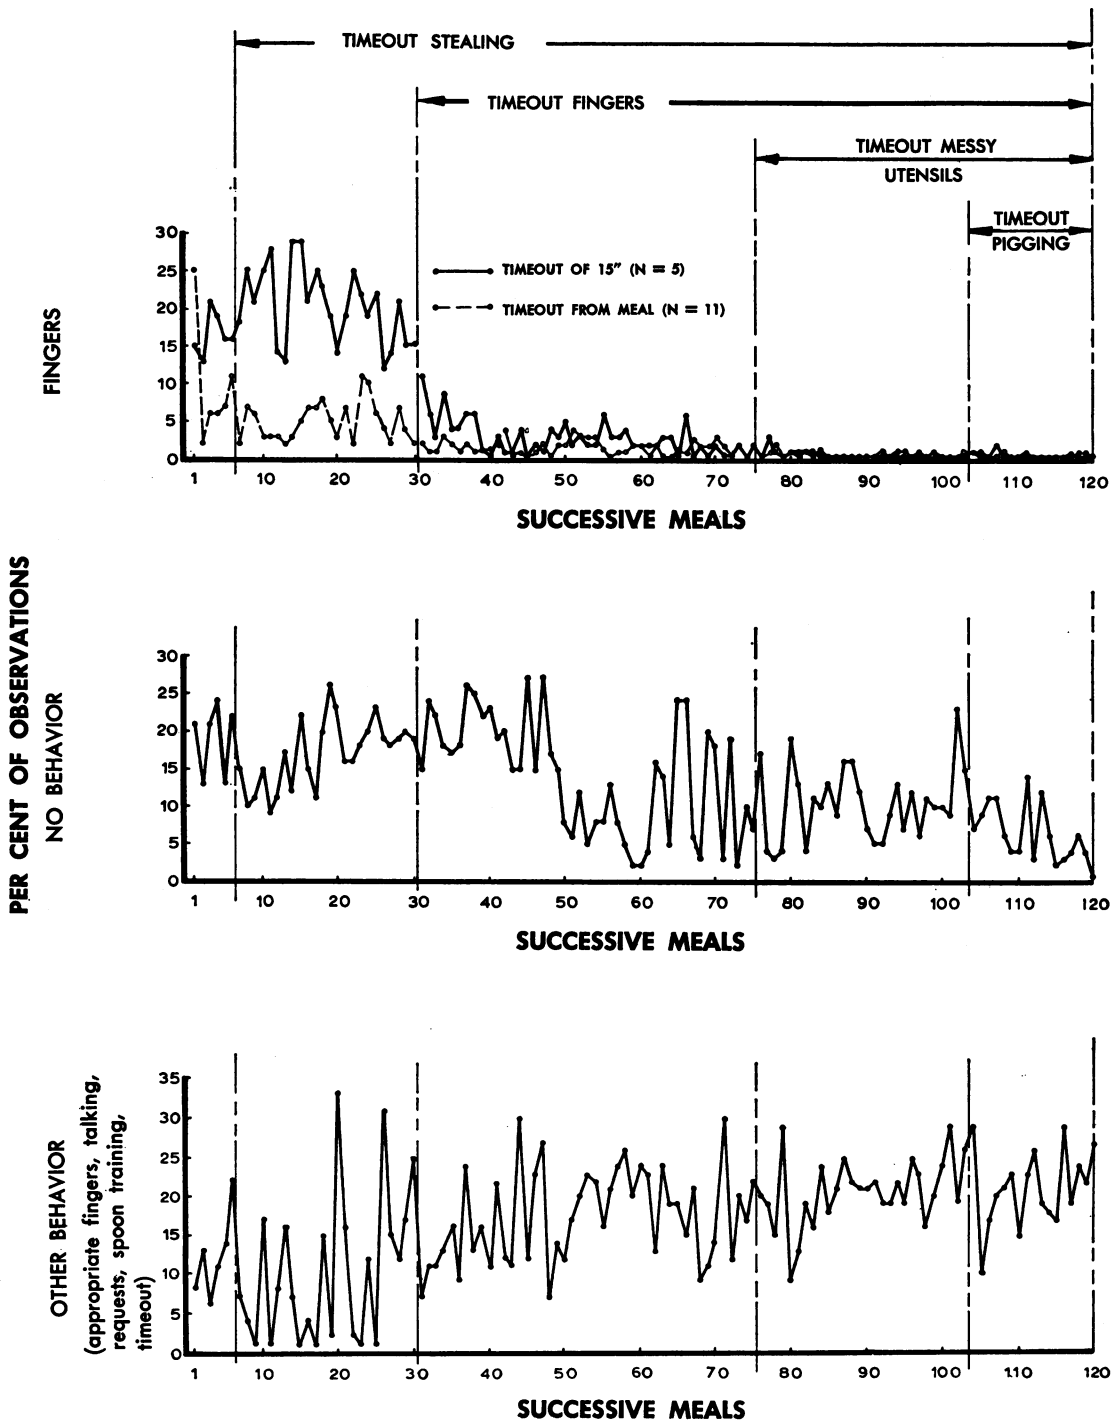 TIMEOUT STEALING
TIMEOUT FINGERS
TIMEOUT MESSY
UTENSILS
TIMEOUT
PIGGING
TIMEOUT OF 15” (N = 5)
TIMEOUT FROM MEAL (N = 11)
FINGERS
30
25
20
15
10
5
0
1 10 20 30 40 50 60 70 80 90 100 110 120
SUCCESSIVE MEALS
PER CENT OF OBSERVATIONS
NO BEHAVIOR
30
25
20
15
10
5
0
1 10 20 30 40 50 60 70 80 90 100 110 120
SUCCESSIVE MEALS
OTHER BEHAVIOR
(appropriate fingers, talking,
requests, spoon training,
timeout)
35
30
25
20
15
10
5
0
1 10 20 30 40 50 60 70 80 90 100 110 120
SUCCESSIVE MEALS